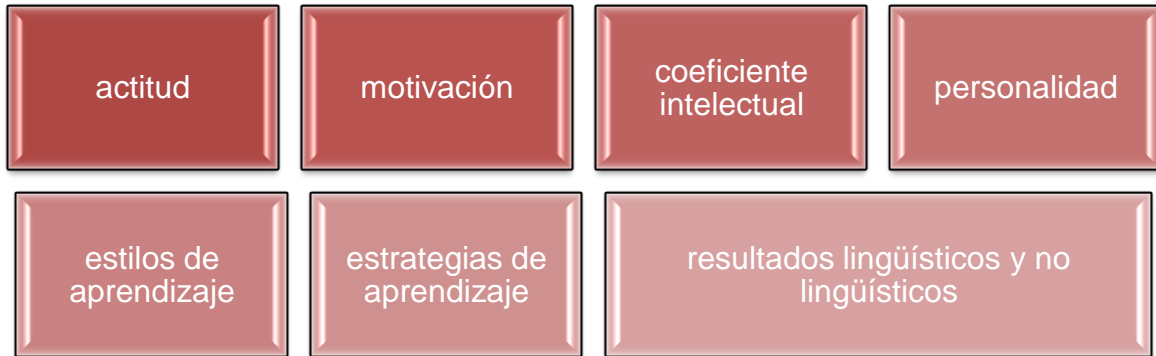 actitud
motivación
coeficiente
intelectual
personalidad
estilos de
aprendizaje
estrategias de
aprendizaje
resultados lingüísticos y no
lingüísticos